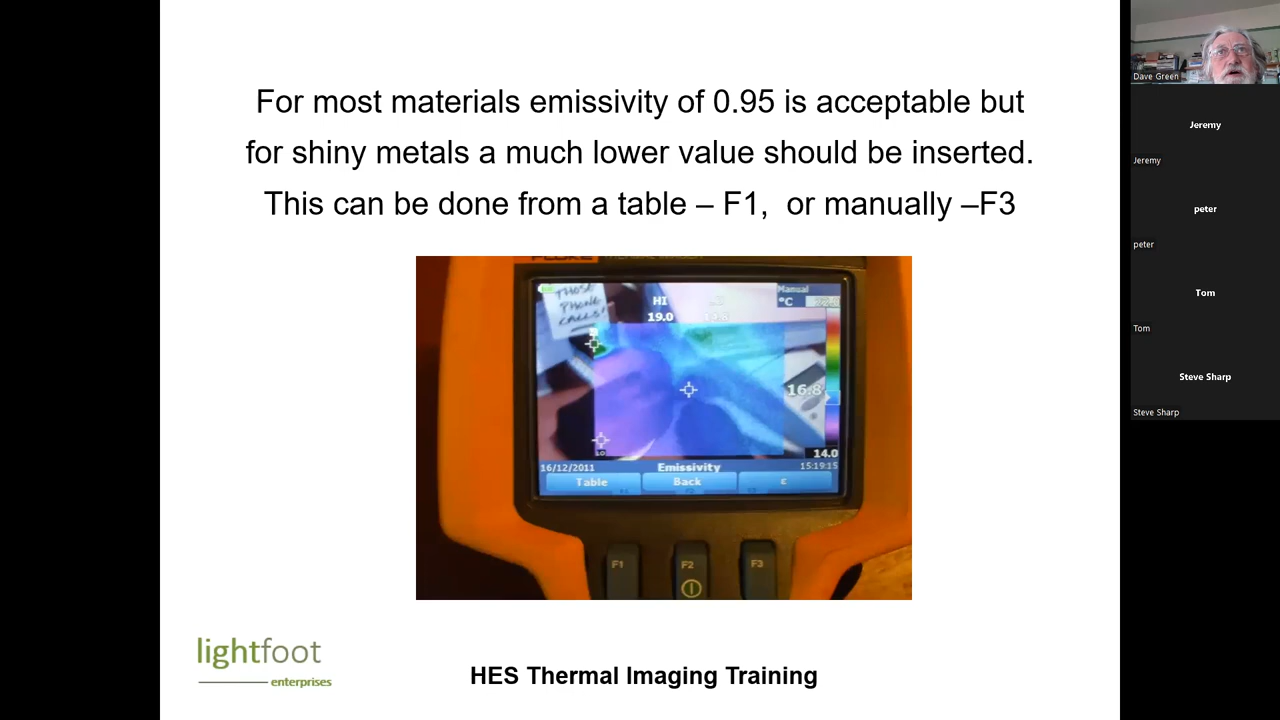 For most materials emissivity of 0.95 is acceptable but
for shiny metals a much lower value should be inserted.
This can be done from a table – F1,  or manually –F3
THOSE
PHONE
CALLS!
HI
19.0
Manual
°C
16.8
14.0
16/12/2011
Emissivity
15:19:15
Table
Back
ε
F1
F2
F3
lightfoot
enterprises
HES Thermal Imaging Training
Dave Green
Jeremy
Jeremy
peter
peter
Tom
Tom
Steve Sharp
Steve Sharp